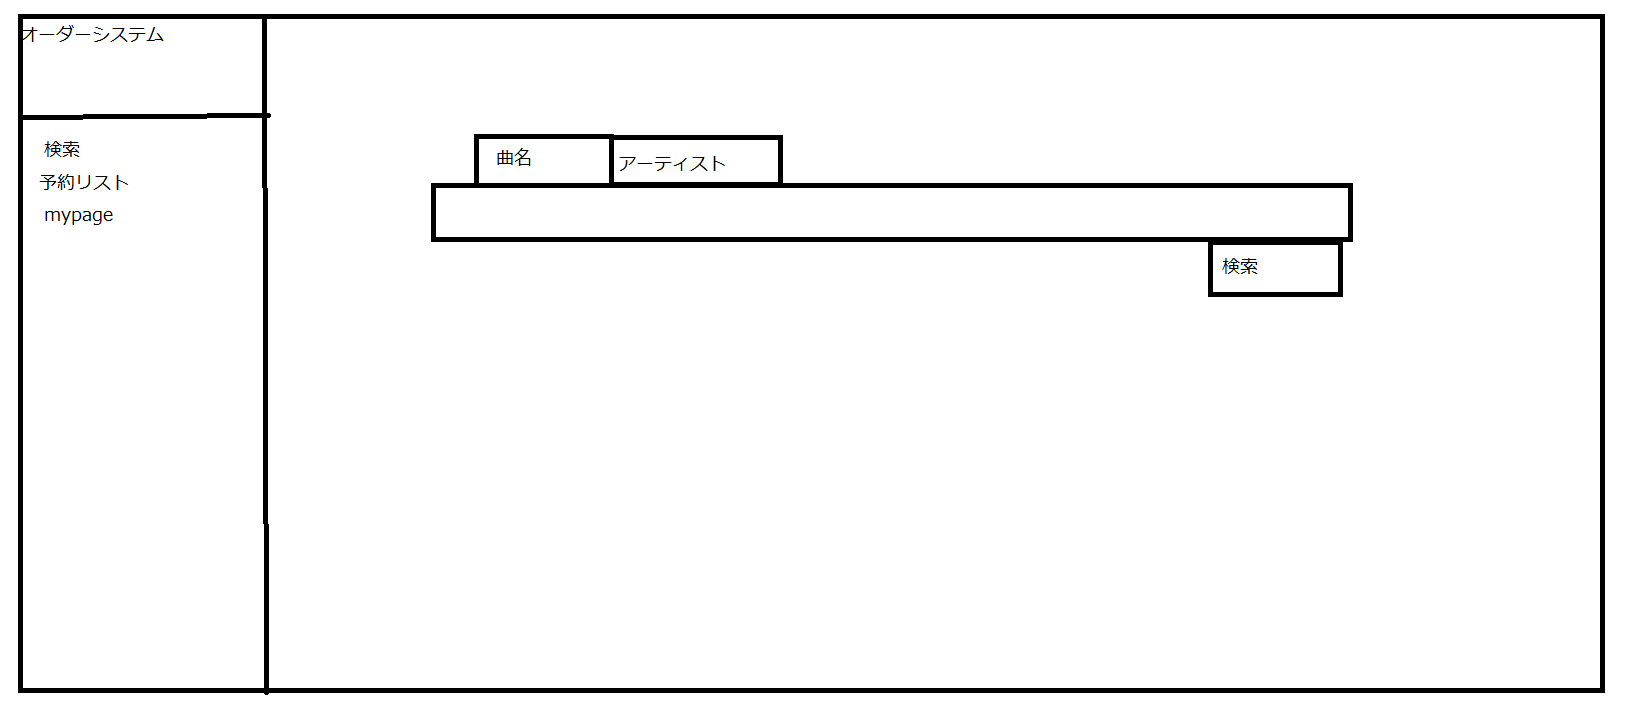 オーダーシステム
検索
予約リスト
mypage
曲名
アーティスト
検索